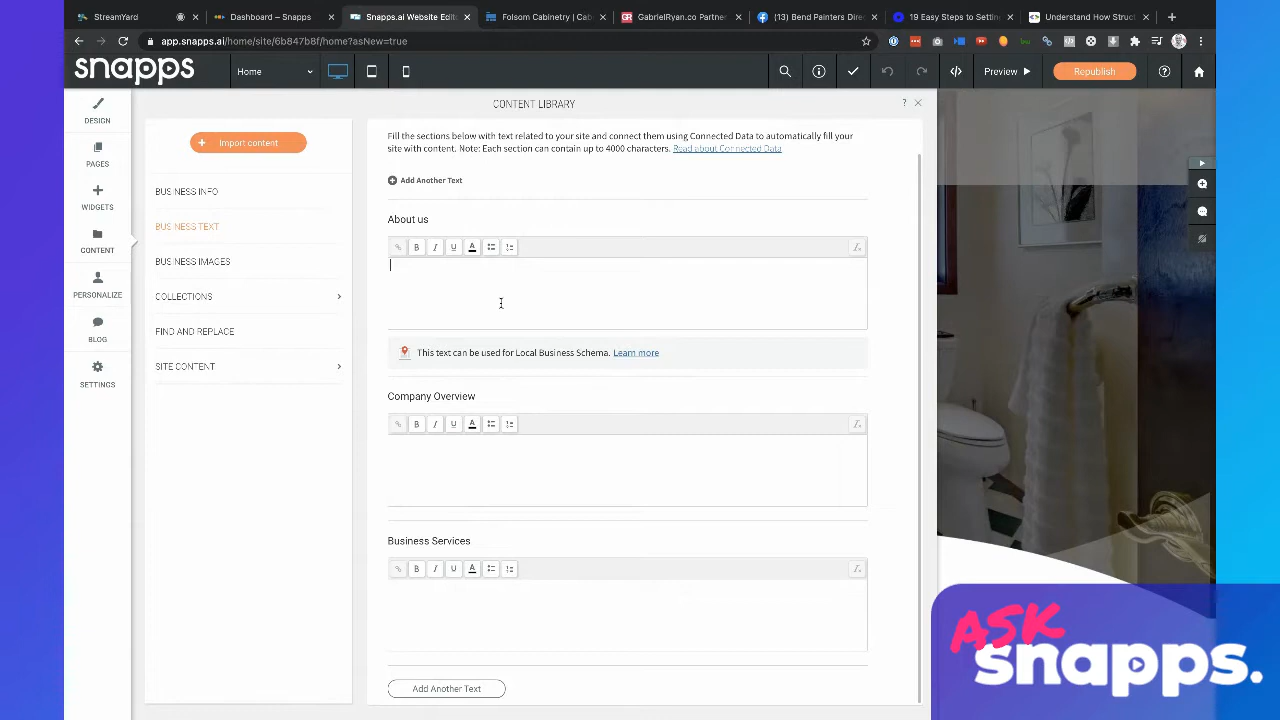 StreamYard
Dashboard – Snapps
Snapps.ai Website Edito
Folsom Cabinetry | Cab
GabrielRyan.co Partner
(13) Bend Painters Dire
19 Easy Steps to Settin
Understand How Struct
app.snapps.ai/home/site/6b847b8f/home?asNew=true
snapps.
Home
Preview
Republish
DESIGN
PAGES
WIDGETS
CONTENT
PERSONALIZE
BLOG
SETTINGS
CONTENT LIBRARY
Import content
BUSINESS INFO
BUSINESS TEXT
BUSINESS IMAGES
COLLECTIONS
FIND AND REPLACE
SITE CONTENT
Fill the sections below with text related to your site and connect them using Connected Data to automatically fill your
site with content. Note: Each section can contain up to 4000 characters. Read about Connected Data
Add Another Text
About us
B I U A
This text can be used for Local Business Schema. Learn more
Company Overview
B I U A
Business Services
B I U A
Add Another Text
ASK
snapps.